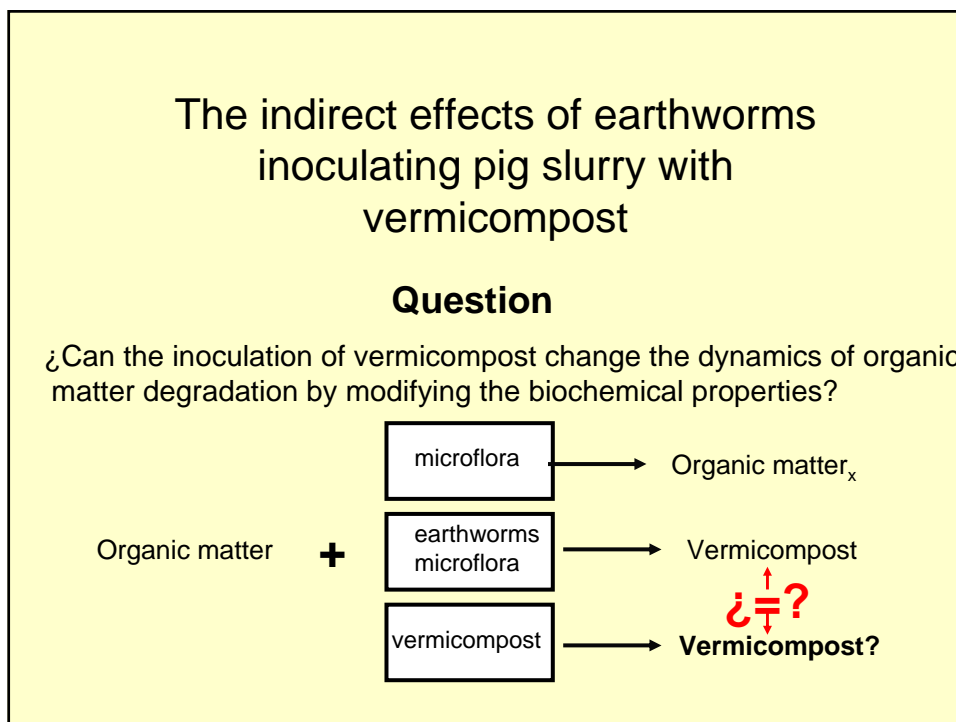 The indirect effects of earthworms
inoculating pig slurry with
vermicompost
Question
¿Can the inoculation of vermicompost change the dynamics of organic
matter degradation by modifying the biochemical properties?
microflora
Organic matterₓ
Organic matter
+
earthworms
microflora
Vermicompost
¿=?
vermicompost
Vermicompost?